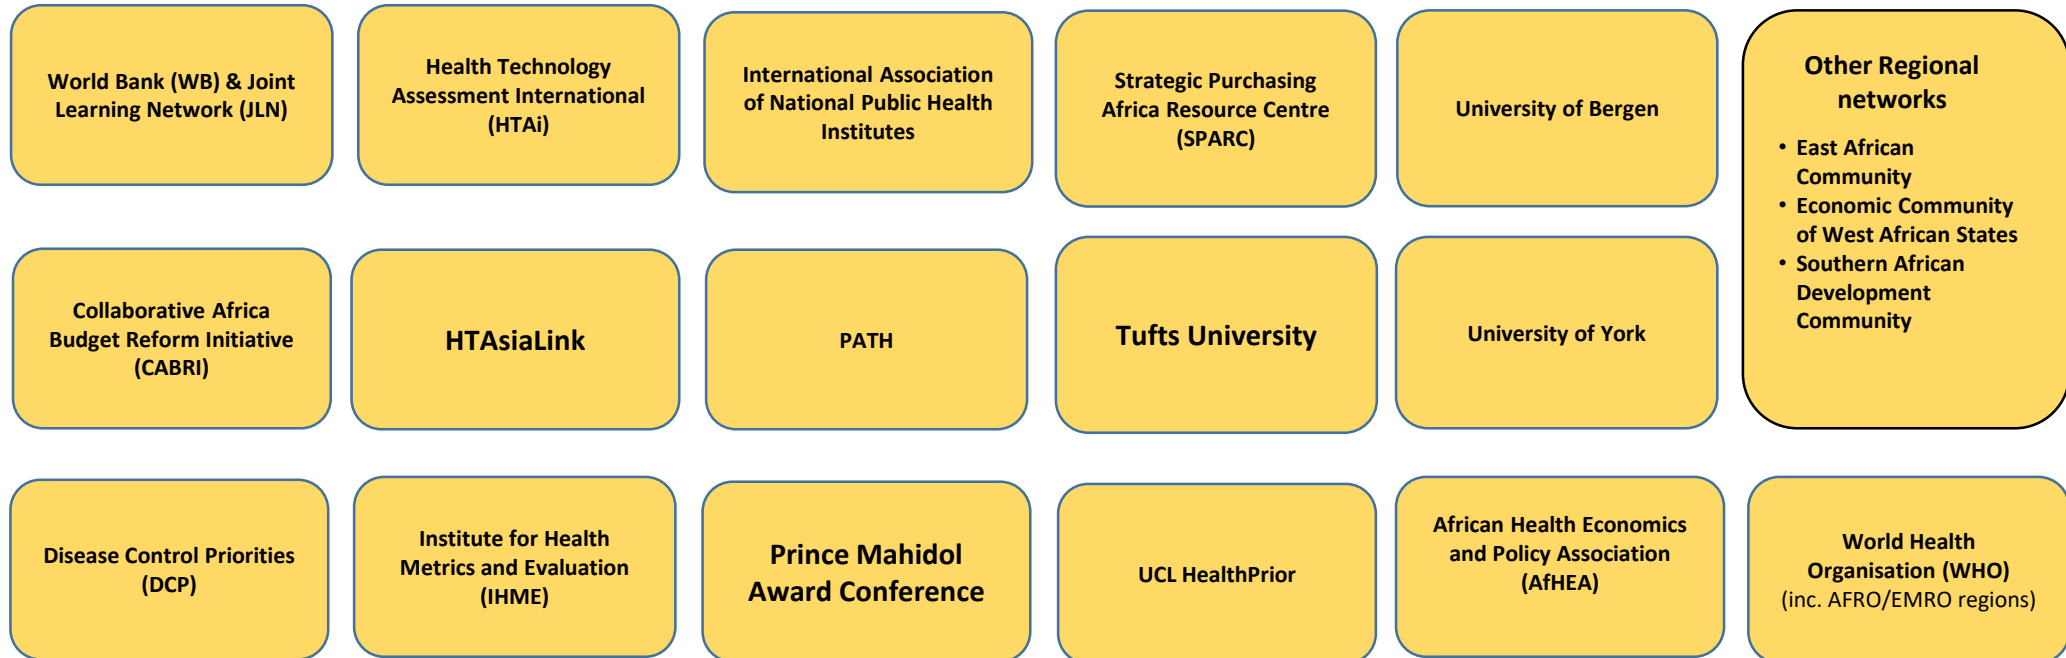 World Bank (WB) & Joint
Learning Network (JLN)
Health Technology
Assessment International
(HTAi)
International Association
of National Public Health
Institutes
Strategic Purchasing
Africa Resource Centre
(SPARC)
University of Bergen
Other Regional
networks
• East African
Community
• Economic Community
of West African States
• Southern African
Development
Community
Collaborative Africa
Budget Reform Initiative
(CABRI)
HTAsiaLink
PATH
Tufts University
University of York
Disease Control Priorities
(DCP)
Institute for Health
Metrics and Evaluation
(IHME)
Prince Mahidol
Award Conference
UCL HealthPrior
African Health Economics
and Policy Association
(AfHEA)
World Health
Organisation (WHO)
(inc. AFRO/EMRO regions)